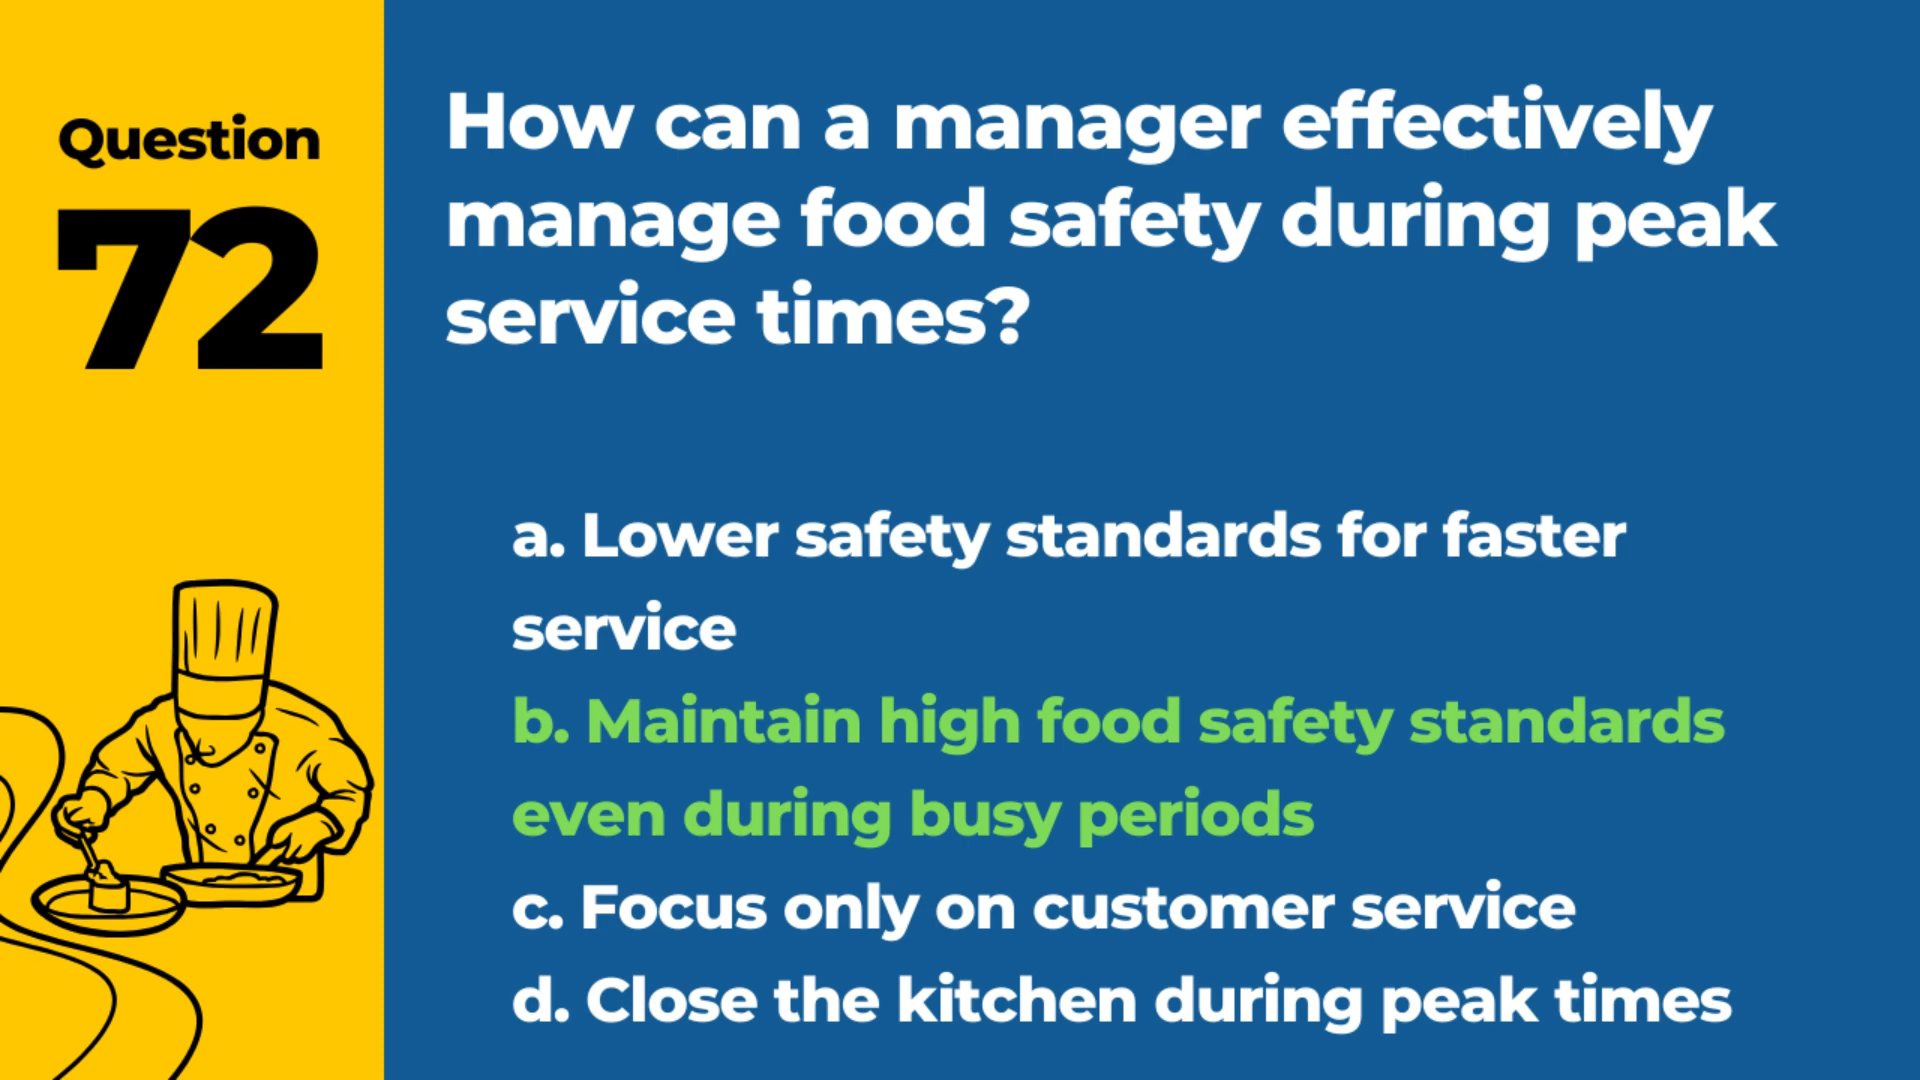 Question
72
How can a manager effectively
manage food safety during peak
service times?
a. Lower safety standards for faster
service
b. Maintain high food safety standards
even during busy periods
c. Focus only on customer service
d. Close the kitchen during peak times